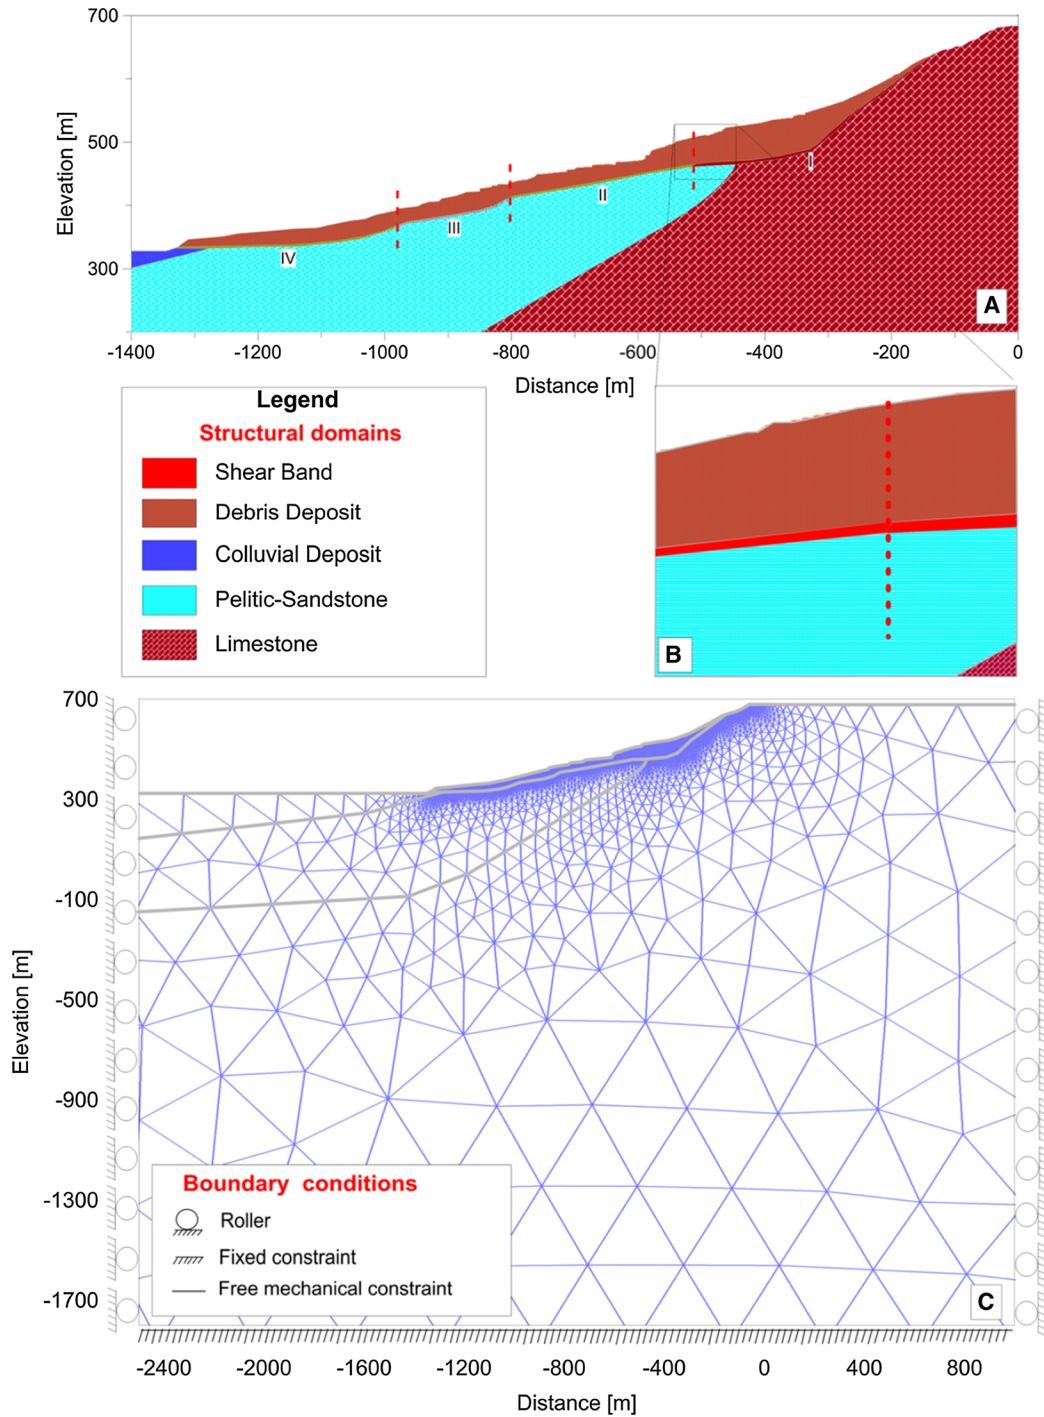 700
500
300
Elevation [m]
I
II
III
IV
A
-1400
-1200
-1000
-800
-600
-400
-200
0
Distance [m]
Legend
Structural domains
Shear Band
Debris Deposit
Colluvial Deposit
Pelitic-Sandstone
Limestone
B
700
300
-100
-500
-900
-1300
-1700
Elevation [m]
Boundary conditions
Roller
Fixed constraint
Free mechanical constraint
C
-2400
-2000
-1600
-1200
-800
-400
0
400
800
Distance [m]